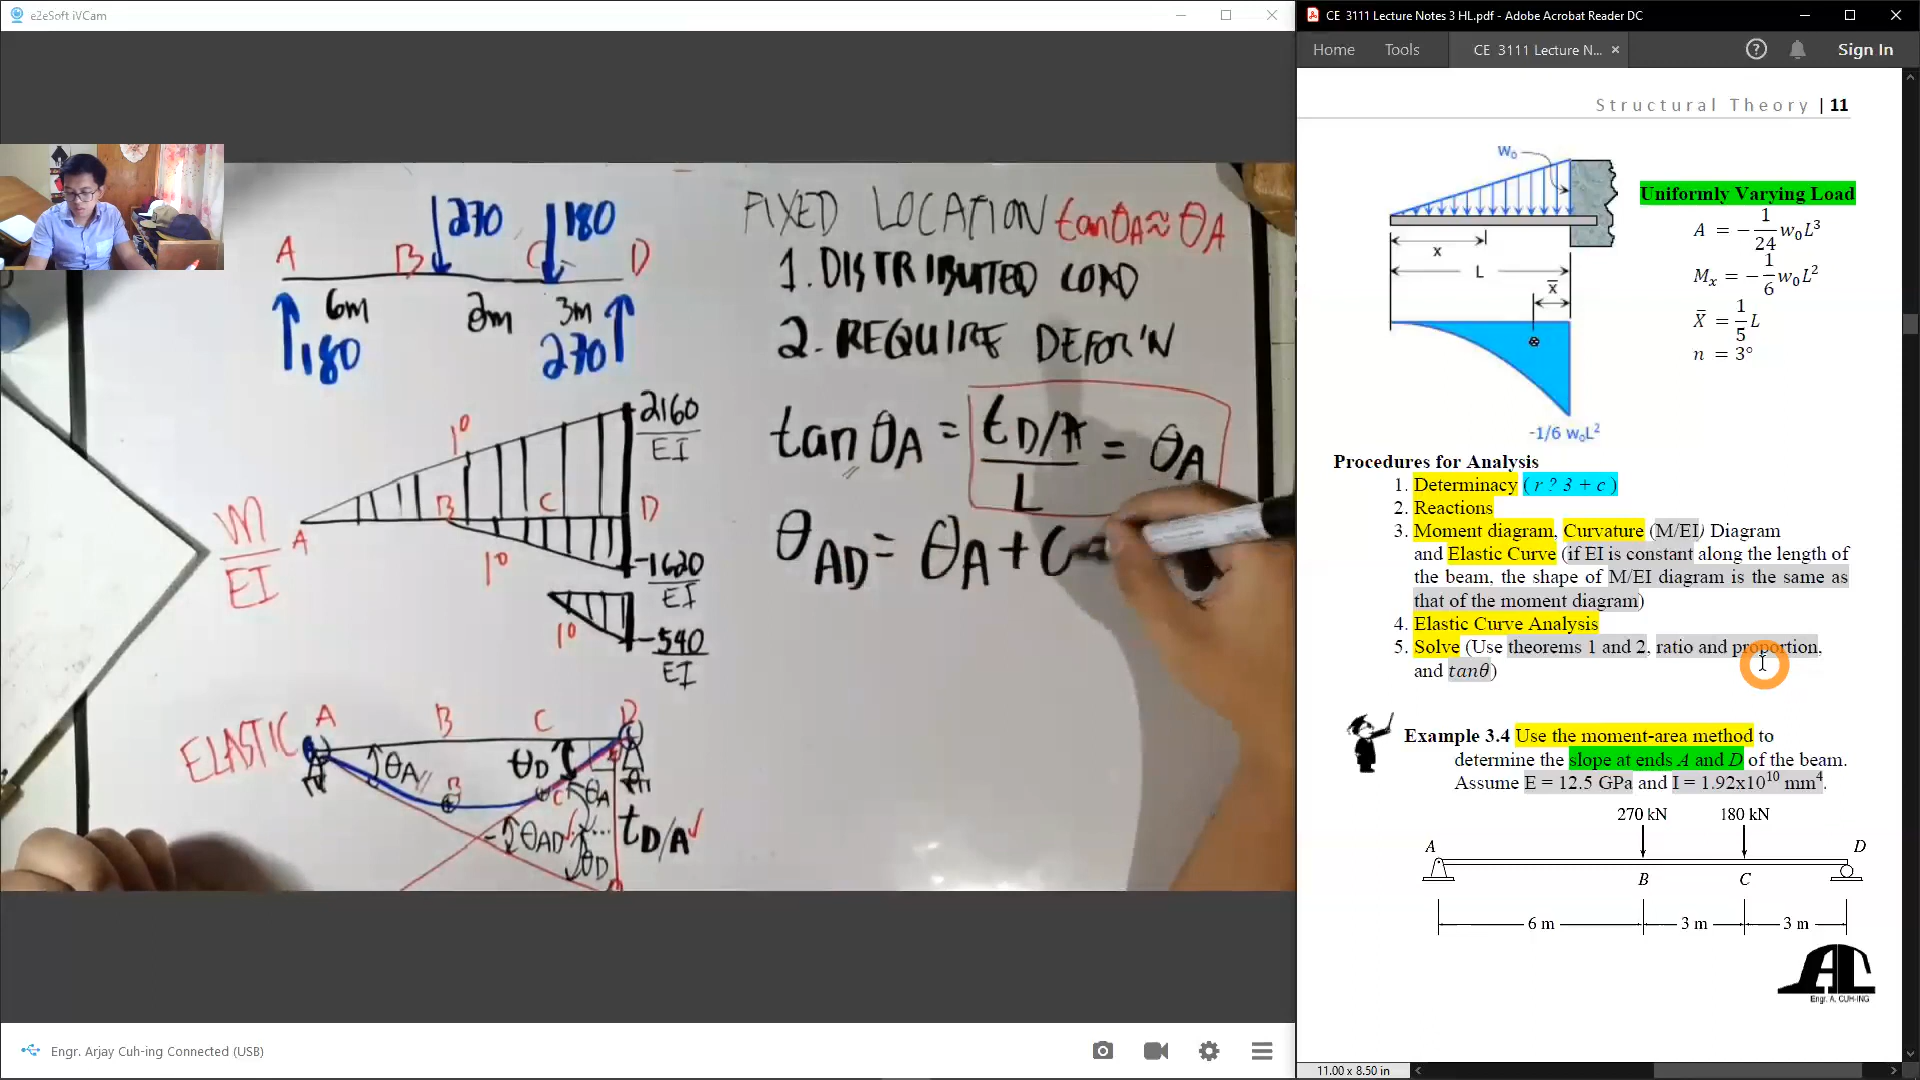 e2eSoft iVCam
270
180
A
B
C
D
6m
2m
3m
180
270
2160
EI
1°
M
EI
A
B
C
D
1°
-1620
EI
1°
-540
EI
ELASTIC
A
B
C
D
θA
θD
B
C
θA
θAD
θD
tD/A
FIXED LOCATION tanθA≈θA
1. DISTRIBUTED LOAD
2. REQUIRE DEFOR'N
tan θA = tD/A / L = θA
θAD = θA +
Engr. Arjay Cuh-ing Connected (USB)
CE 3111 Lecture Notes 3 HL.pdf - Adobe Acrobat Reader DC
Home Tools CE 3111 Lecture N... Sign In
Structural Theory | 11
w₀
x
L
x̄
-1/6 w₀L²
Uniformly Varying Load
A = −1/24 w₀L³
Mₓ = −1/6 w₀L²
X̄ = 1/5 L
n = 3°
Procedures for Analysis
1. Determinacy ( r ? 3 + c )
2. Reactions
3. Moment diagram, Curvature (M/EI) Diagram
and Elastic Curve (if EI is constant along the length of
the beam, the shape of M/EI diagram is the same as
that of the moment diagram)
4. Elastic Curve Analysis
5. Solve (Use theorems 1 and 2, ratio and proportion,
and tanθ)
Example 3.4 Use the moment-area method to
determine the slope at ends A and D of the beam.
Assume E = 12.5 GPa and I = 1.92x10¹⁰ mm⁴.
270 kN 180 kN
A D
B C
6 m 3 m 3 m
Engr. A. CUH-ING
11.00 x 8.50 in